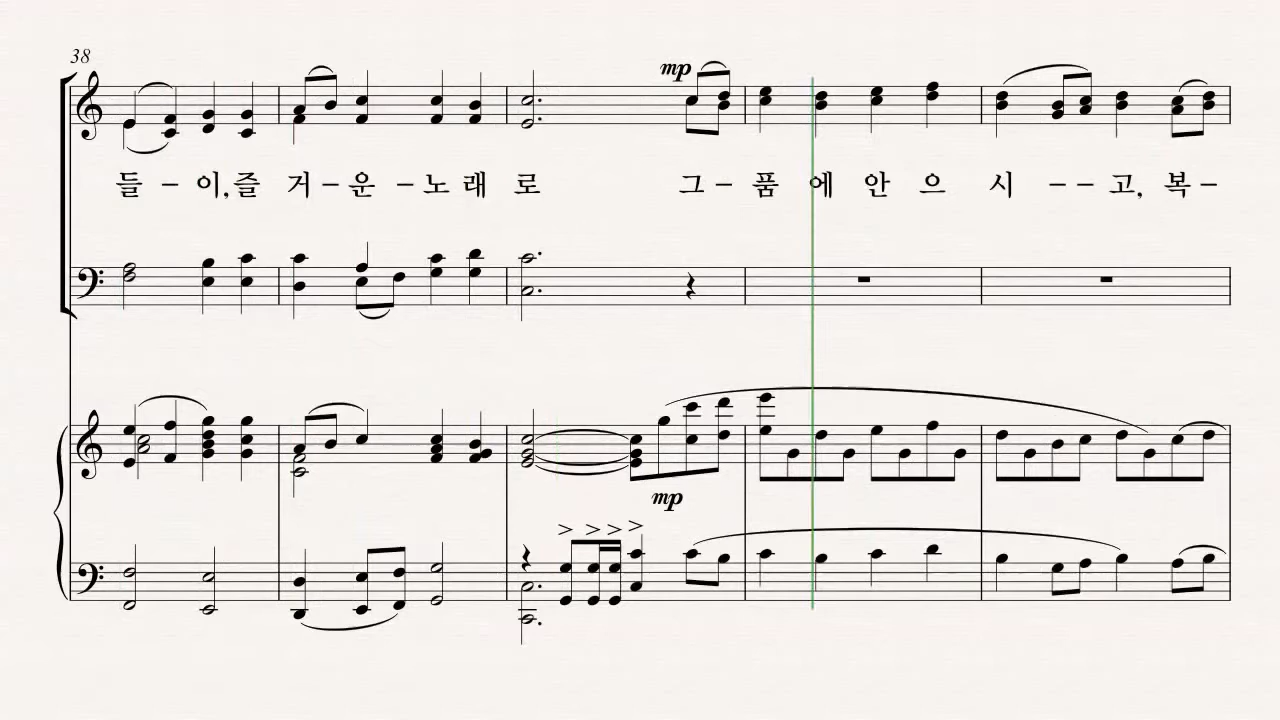 38
mp
들 – 이, 즐 거 – 운 – 노 래 로 그 – 품 에 안 으 시 – – 고, 복 –
mp